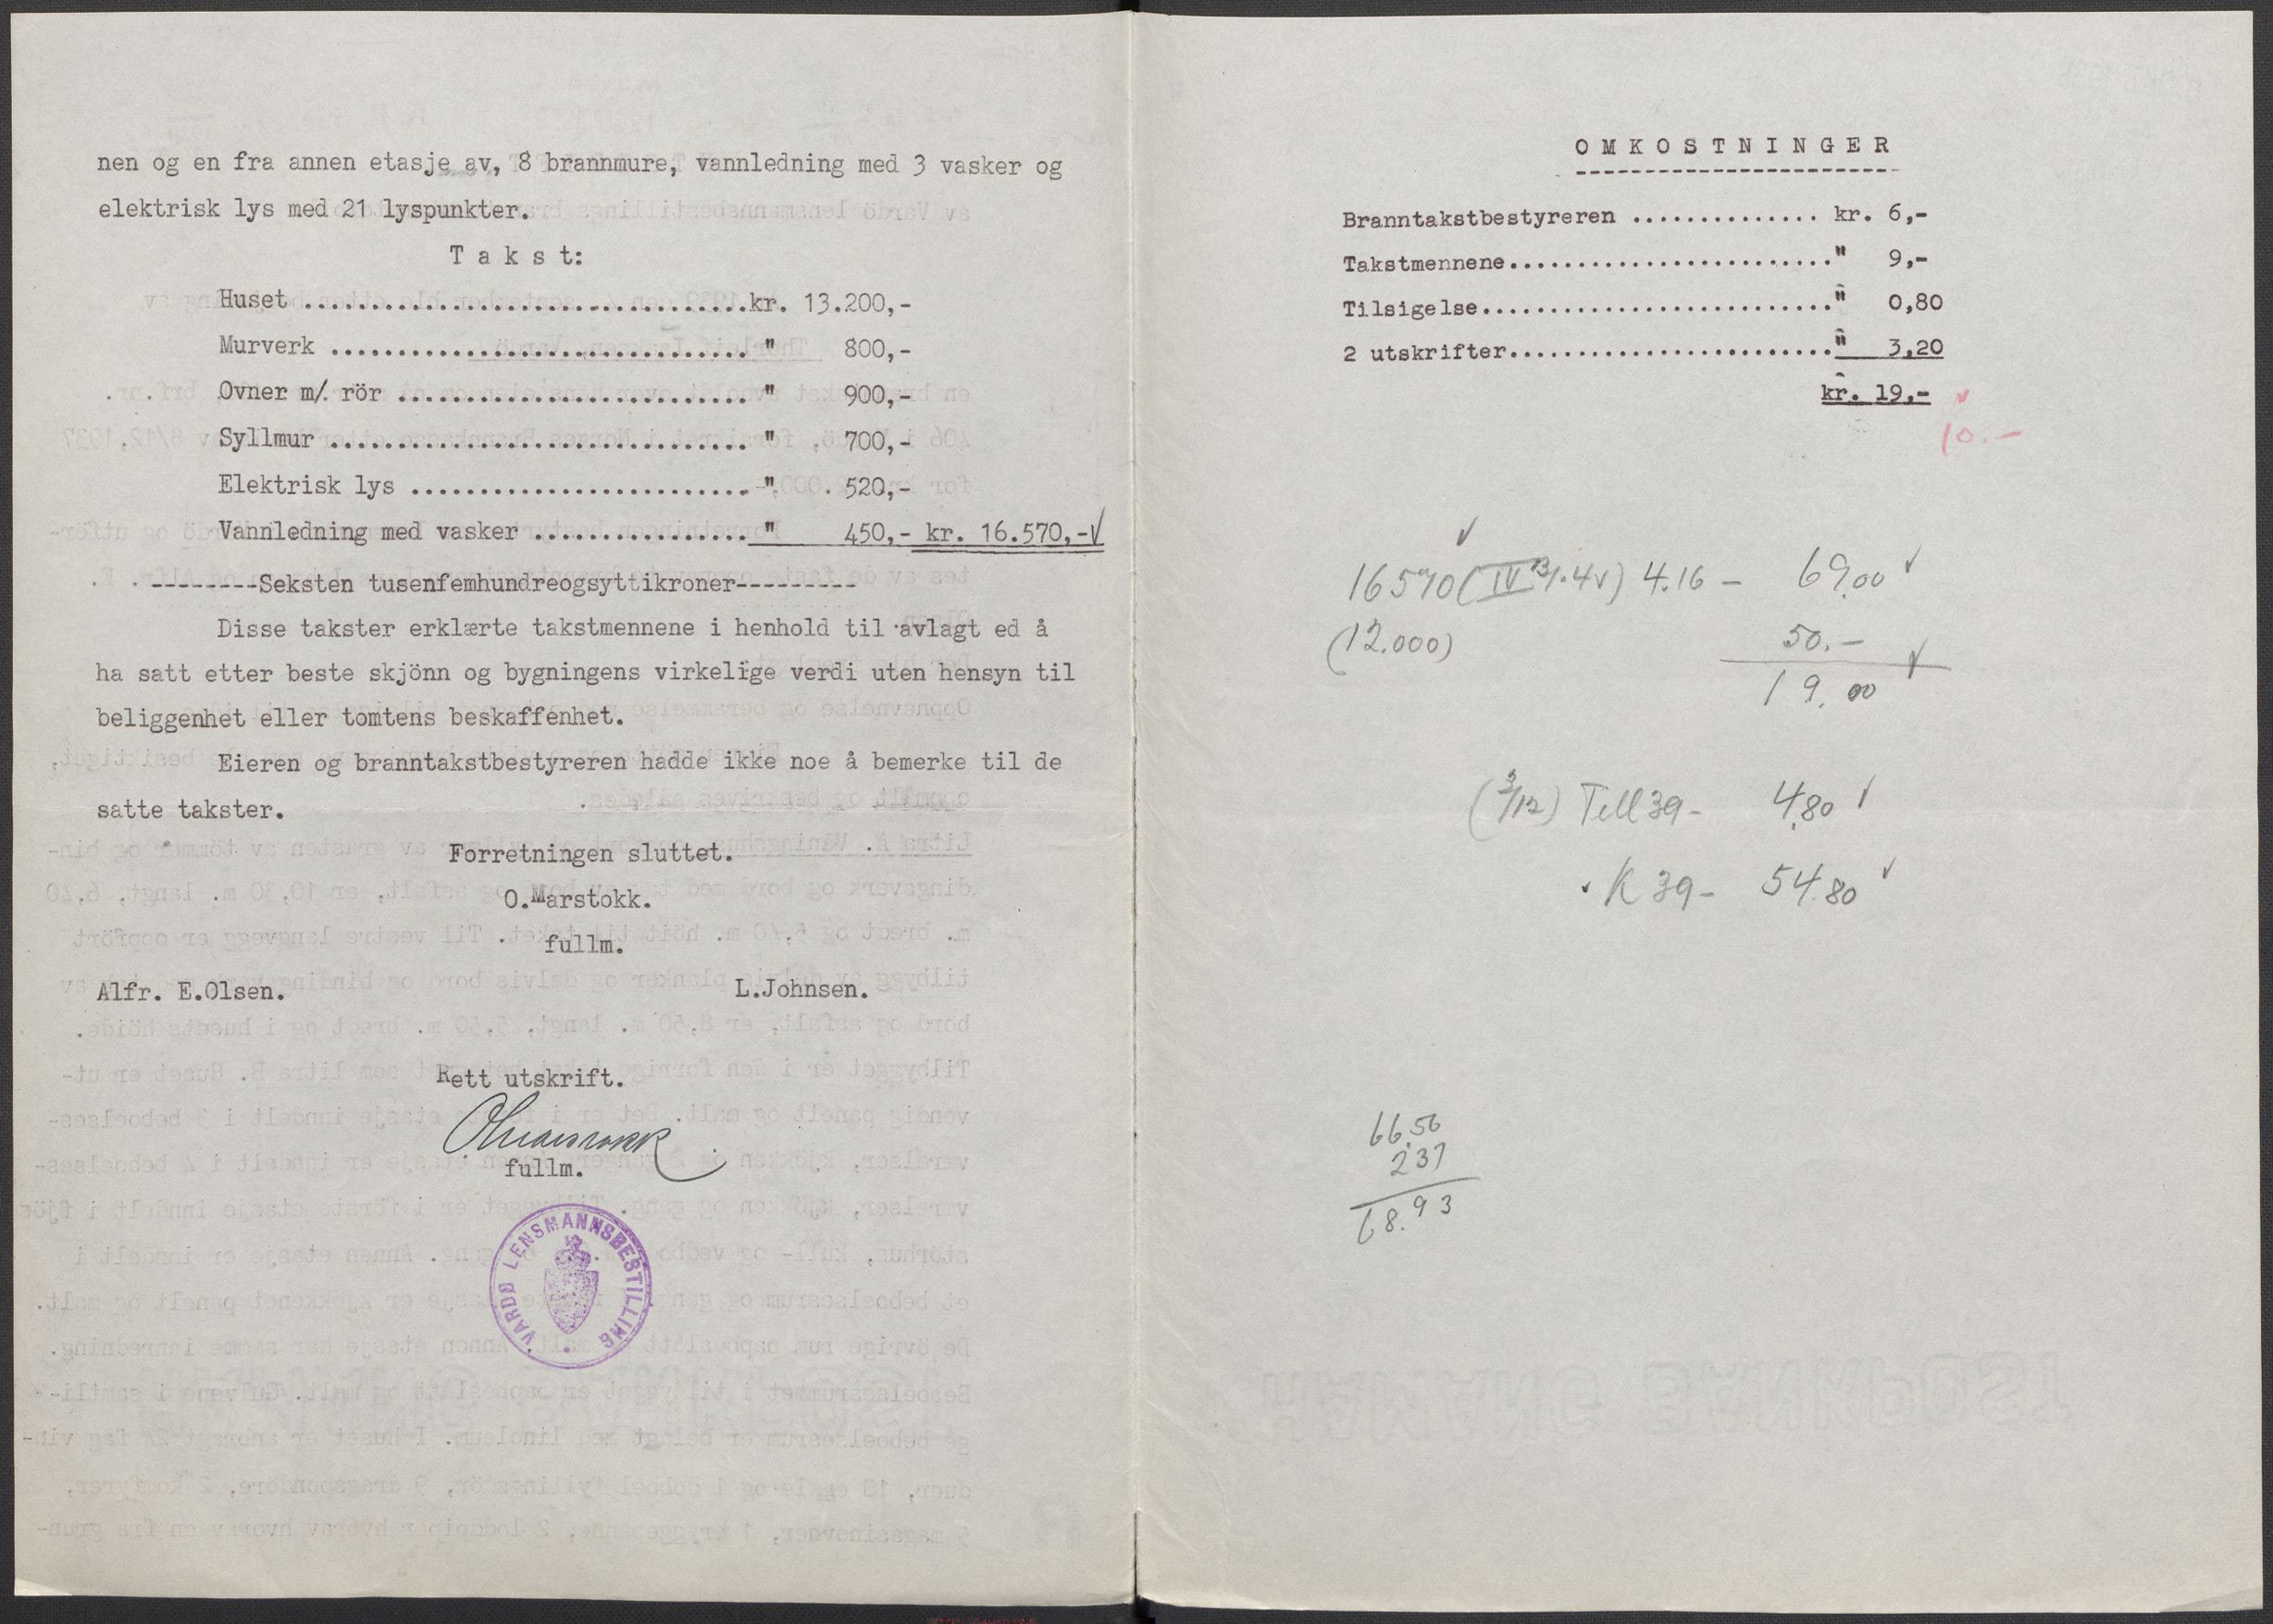 nen og en fra annen etasje av, 8 brannmure, vannledning med 3 vasker og
elektrisk lys med 21 lyspunkter.
T a k s t:
Huset .................................kr. 13.200,-
Murverk ............................... " 800,-
Ovner m/. rör .......................... " 900,-
Syllmur ............................... " 700,-
Elektrisk lys ......................... " 520,-
Vannledning med vasker ................ " 450,- kr. 16.570,-√
--------Seksten tusenfemhundreogsyttikroner---------
Disse takster erklærte takstmennene i henhold til avlagt ed å
ha satt etter beste skjönn og bygningens virkelige verdi uten hensyn til
beliggenhet eller tomtens beskaffenhet.
Eieren og branntakstbestyreren hadde ikke noe å bemerke til de
satte takster.
Forretningen sluttet.
O.Marstokk.
fullm.
Alfr. E.Olsen. L.Johnsen.
Rett utskrift.
OMarstokk
fullm.
VARDØ LENSMANNSBESTILLING
O M K O S T N I N G E R
-----------------------
Branntakstbestyreren .............. kr. 6,-
Takstmennene........................" 9,-
Tilsigelse.........................." 0,80
2 utskrifter........................" 3,20
kr. 19,- √
10.-
16570 (IV 4 √) 4.16 - 69.00 √
(12.000) 50.- √
19.00
(3/12) Till 39 - 4.80 √
√ K 39 - 54.80 √
66.56
2 37
68.93